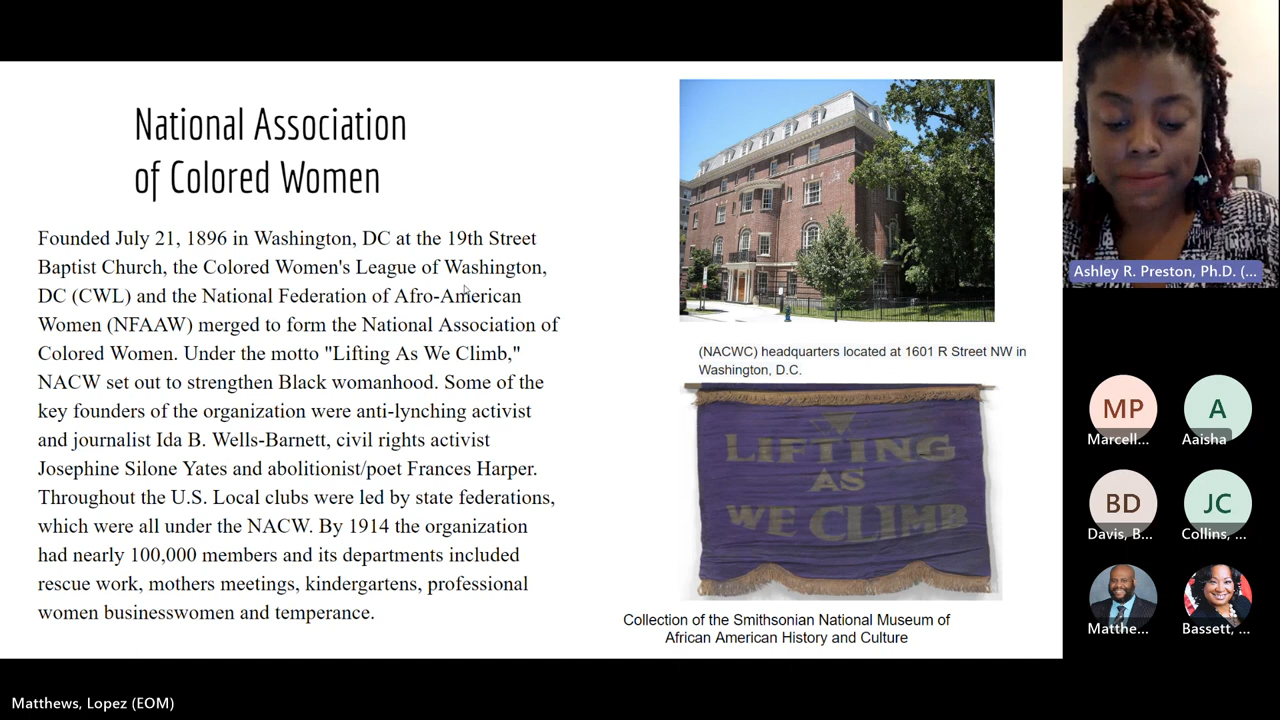 National Association
of Colored Women
Founded July 21, 1896 in Washington, DC at the 19th Street
Baptist Church, the Colored Women's League of Washington,
DC (CWL) and the National Federation of Afro-American
Women (NFAAW) merged to form the National Association of
Colored Women. Under the motto "Lifting As We Climb,"
NACW set out to strengthen Black womanhood. Some of the
key founders of the organization were anti-lynching activist
and journalist Ida B. Wells-Barnett, civil rights activist
Josephine Silone Yates and abolitionist/poet Frances Harper.
Throughout the U.S. Local clubs were led by state federations,
which were all under the NACW. By 1914 the organization
had nearly 100,000 members and its departments included
rescue work, mothers meetings, kindergartens, professional
women businesswomen and temperance.
(NACWC) headquarters located at 1601 R Street NW in
Washington, D.C.
LIFTING
AS
WE CLIMB
Collection of the Smithsonian National Museum of
African American History and Culture
Ashley R. Preston, Ph.D. (...
MP
Marcell...
A
Aaisha
BD
Davis, B...
JC
Collins, ...
Matthe...
Bassett, ...
Matthews, Lopez (EOM)